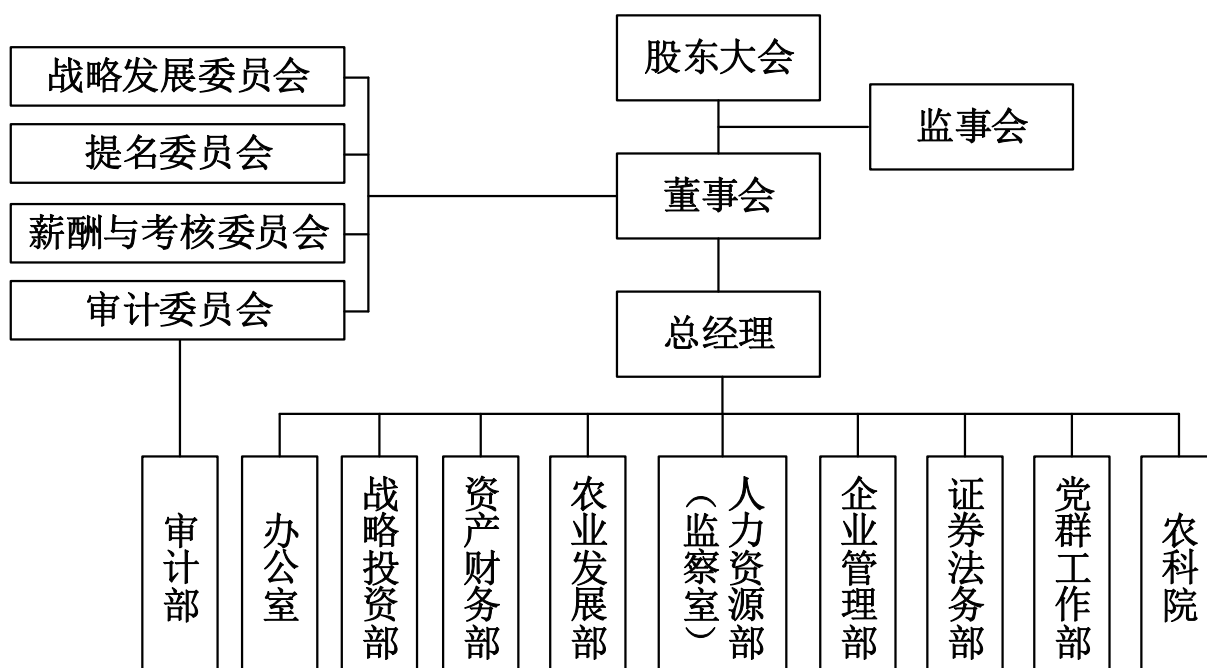 股东大会
战略发展委员会
监事会
提名委员会
董事会
薪酬与考核委员会
审计委员会
总经理
审计部
办公室
战略投资部
资产财务部
农业发展部
人力资源部
（监察室）
企业管理部
证券法务部
党群工作部
农科院